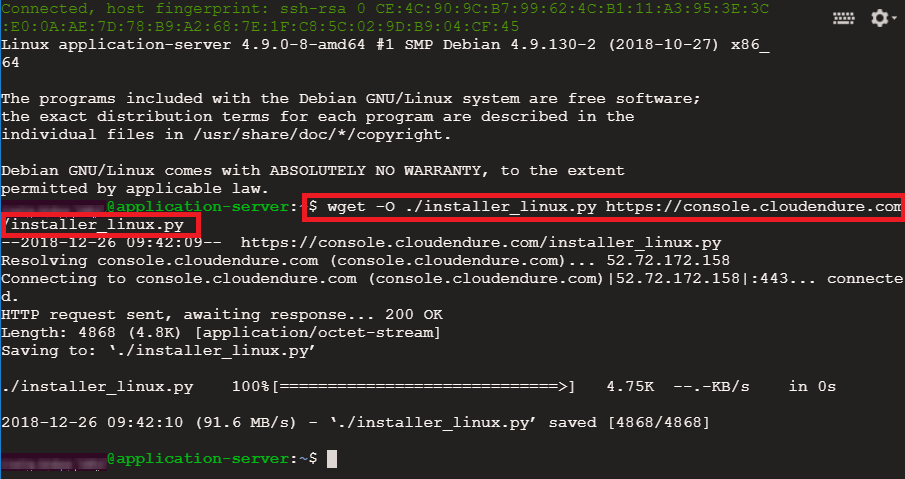 Connected, host fingerprint: ssh-rsa 0 CE:4C:90:9C:B7:99:62:4C:B1:11:A3:95:3E:3C
:E0:0A:AE:7D:78:B9:A2:68:7E:1F:C8:5C:02:9D:B9:04:CF:45
Linux application-server 4.9.0-8-amd64 #1 SMP Debian 4.9.130-2 (2018-10-27) x86_
64
The programs included with the Debian GNU/Linux system are free software;
the exact distribution terms for each program are described in the
individual files in /usr/share/doc/*/copyright.
Debian GNU/Linux comes with ABSOLUTELY NO WARRANTY, to the extent
permitted by applicable law.
@application-server:~$ wget -O ./installer_linux.py https://console.cloudendure.com
/installer_linux.py
--2018-12-26 09:42:09--  https://console.cloudendure.com/installer_linux.py
Resolving console.cloudendure.com (console.cloudendure.com)... 52.72.172.158
Connecting to console.cloudendure.com (console.cloudendure.com)|52.72.172.158|:443... connecte
d.
HTTP request sent, awaiting response... 200 OK
Length: 4868 (4.8K) [application/octet-stream]
Saving to: ‘./installer_linux.py’
./installer_linux.py    100%[=============================>]   4.75K  --.-KB/s    in 0s
2018-12-26 09:42:10 (91.6 MB/s) - ‘./installer_linux.py’ saved [4868/4868]
@application-server:~$